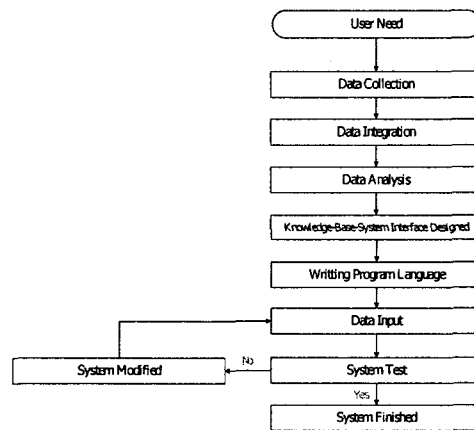 User Need
Data Collection
Data Integration
Data Analysis
Knowledge-Base-System Interface Designed
Writting Program Language
Data Input
System Modified
No
System Test
Yes
System Finished